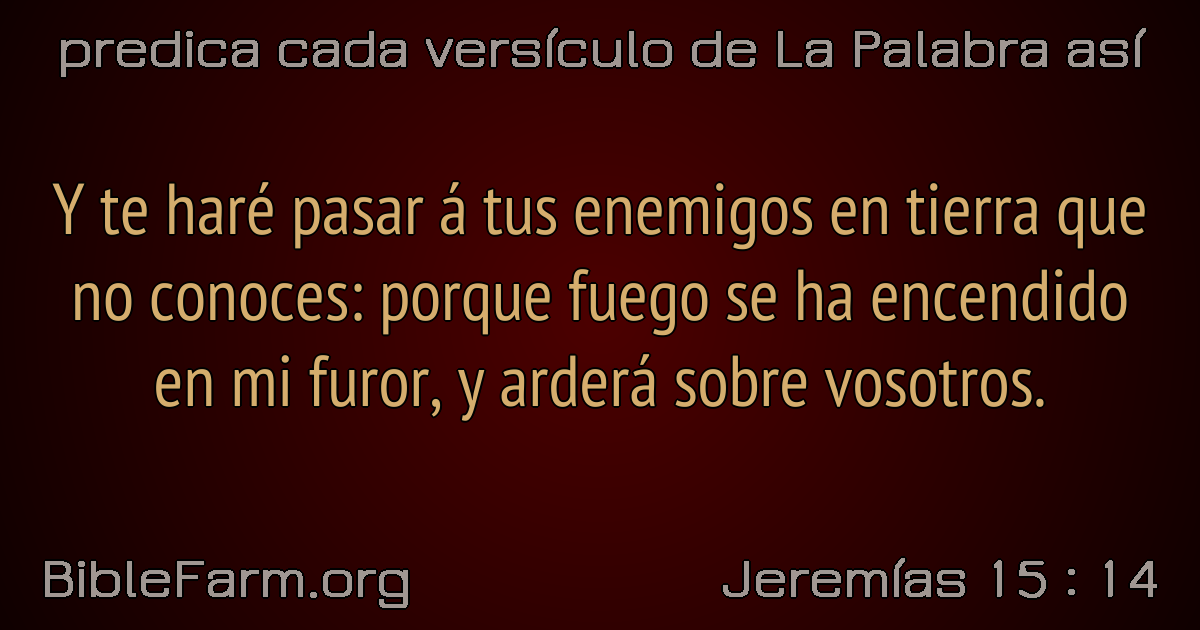 predica cada versículo de La Palabra así
Y te haré pasar á tus enemigos en tierra que
no conoces: porque fuego se ha encendido
en mi furor, y arderá sobre vosotros.
BibleFarm.org
Jeremías 15 : 14